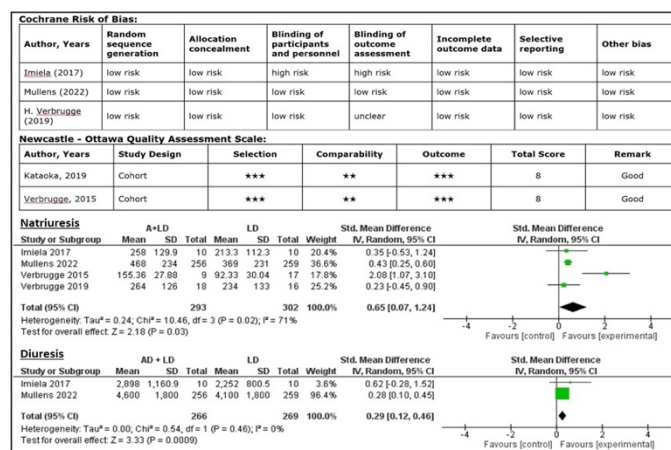 Cochrane Risk of Bias:
Author, Years Random sequence generation Allocation concealment Blinding of participants and personnel Blinding of outcome assessment Incomplete outcome data Selective reporting Other bias
Imiela (2017) low risk low risk high risk high risk low risk low risk low risk
Mullens (2022) low risk low risk low risk low risk low risk low risk low risk
H. Verbrugge (2019) low risk low risk low risk unclear low risk low risk low risk
Newcastle - Ottawa Quality Assessment Scale:
Author, Years Study Design Selection Comparability Outcome Total Score Remark
Kataoka, 2019 Cohort ★★★ ★★ ★★★ 8 Good
Verbrugge, 2015 Cohort ★★★ ★★ ★★★ 8 Good
Natriuresis
A+LD LD Std. Mean Difference Std. Mean Difference
Study or Subgroup Mean SD Total Mean SD Total Weight IV, Random, 95% CI IV, Random, 95% CI
Imiela 2017 258 129.9 10 213.3 112.3 10 20.4% 0.35 [-0.53, 1.24]
Mullens 2022 468 234 256 369 231 259 41.9% 0.43 [0.25, 0.60]
Verbrugge 2015 155.36 27.88 9 92.33 30.04 17 17.8% 2.08 [1.07, 3.10]
Verbrugge 2019 264 126 18 234 133 16 0.23 [-0.45, 0.90]
Total (95% CI) 293 302 100.0% 0.65 [0.07, 1.24]
Heterogeneity: Tau² = 0.24; Chi² = 10.46, df = 3 (P = 0.02); I² = 71%
Test for overall effect: Z = 2.18 (P = 0.03)
-4 -2 0 2 4
Favours [control] Favours [experimental]
Diuresis
AD + LD LD Std. Mean Difference Std. Mean Difference
Study or Subgroup Mean SD Total Mean SD Total Weight IV, Random, 95% CI IV, Random, 95% CI
Imiela 2017 2,898 1,160.9 10 2,252 800.5 10 3.6% 0.62 [-0.28, 1.52]
Mullens 2022 4,600 1,800 256 4,100 1,800 259 96.4% 0.28 [0.10, 0.45]
Total (95% CI) 266 269 100.0% 0.29 [0.12, 0.46]
Heterogeneity: Tau² = 0.00; Chi² = 0.54, df = 1 (P = 0.46); I² = 0%
Test for overall effect: Z = 3.33 (P = 0.0009)
-4 -2 0 2 4
Favours [control] Favours [experimental]